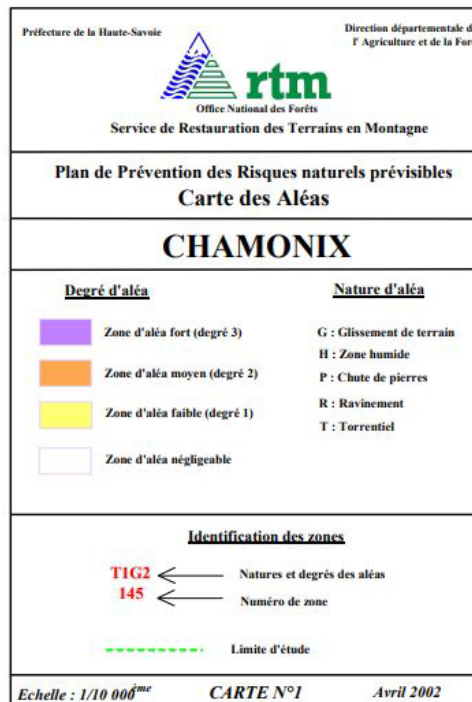 Préfecture de la Haute-Savoie
Direction départementale d
l' Agriculture et de la For
rtm
Office National des Forêts
Service de Restauration des Terrains en Montagne
Plan de Prévention des Risques naturels prévisibles
Carte des Aléas
CHAMONIX
Degré d'aléa
Zone d'aléa fort (degré 3)
Zone d'aléa moyen (degré 2)
Zone d'aléa faible (degré 1)
Zone d'aléa négligeable
Nature d'aléa
G : Glissement de terrain
H : Zone humide
P : Chute de pierres
R : Ravinement
T : Torrentiel
Identification des zones
T1G2 Natures et degrés des aléas
145 Numéro de zone
Limite d'étude
Echelle : 1/10 000ème CARTE N°1 Avril 2002